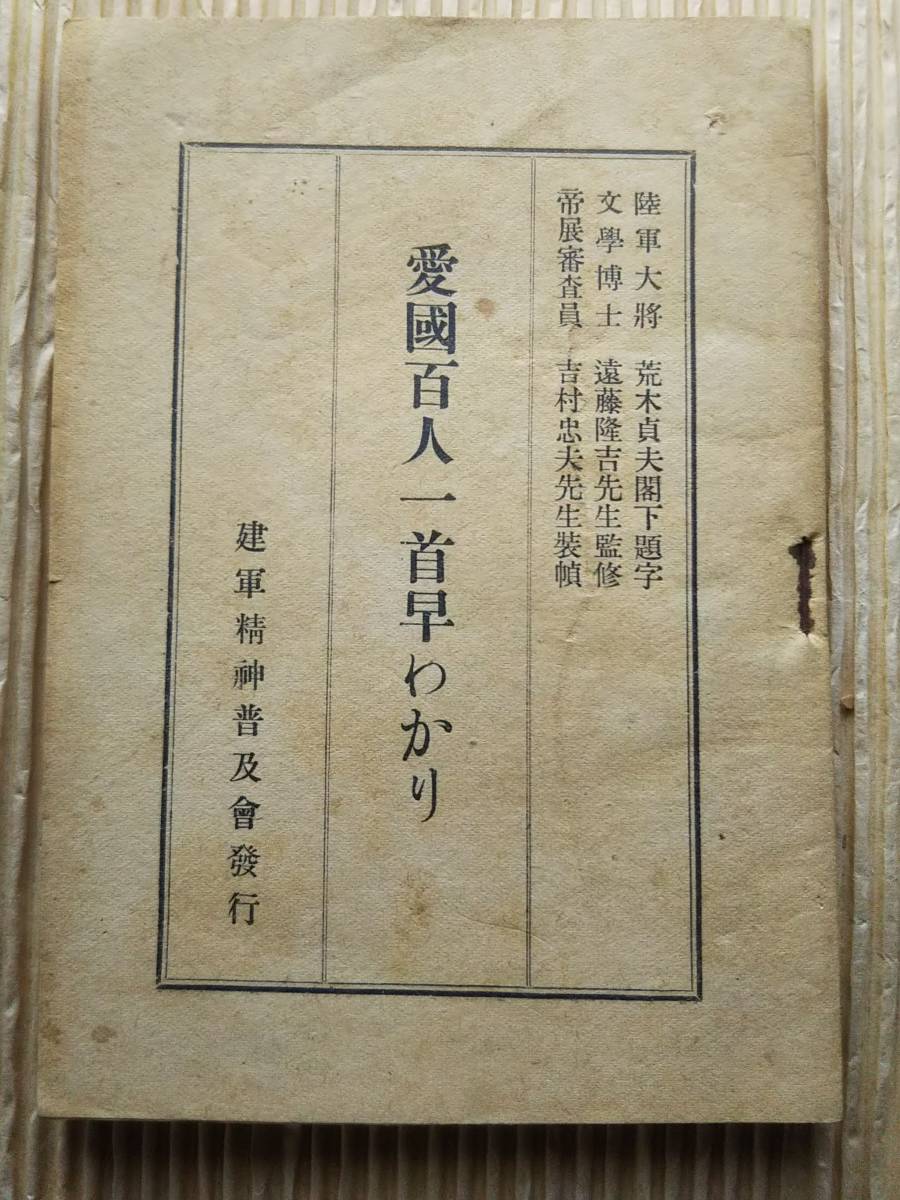 陸軍大將 荒木貞夫閣下題字
文學博士 遠藤隆吉先生監修
帝展審査員 吉村忠夫先生裝幀
愛國百人一首早わかり
建軍精神普及會發行